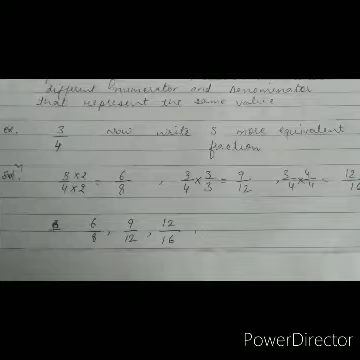 different Enumerator and Denominator
that represent the same value
ex. 3/4 now write 3 more equivalent
fraction
Sol? 3×2/4×2 = 6/8 , 3/4 × 3/3 = 9/12 , 3/4 × 4/4 = 12/16
6/8 , 9/12 , 12/16 ,
PowerDirector